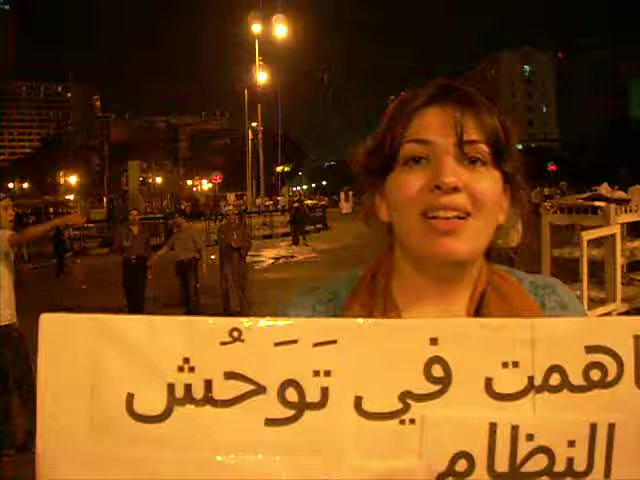 اهمت في تَوَحُش
النظام